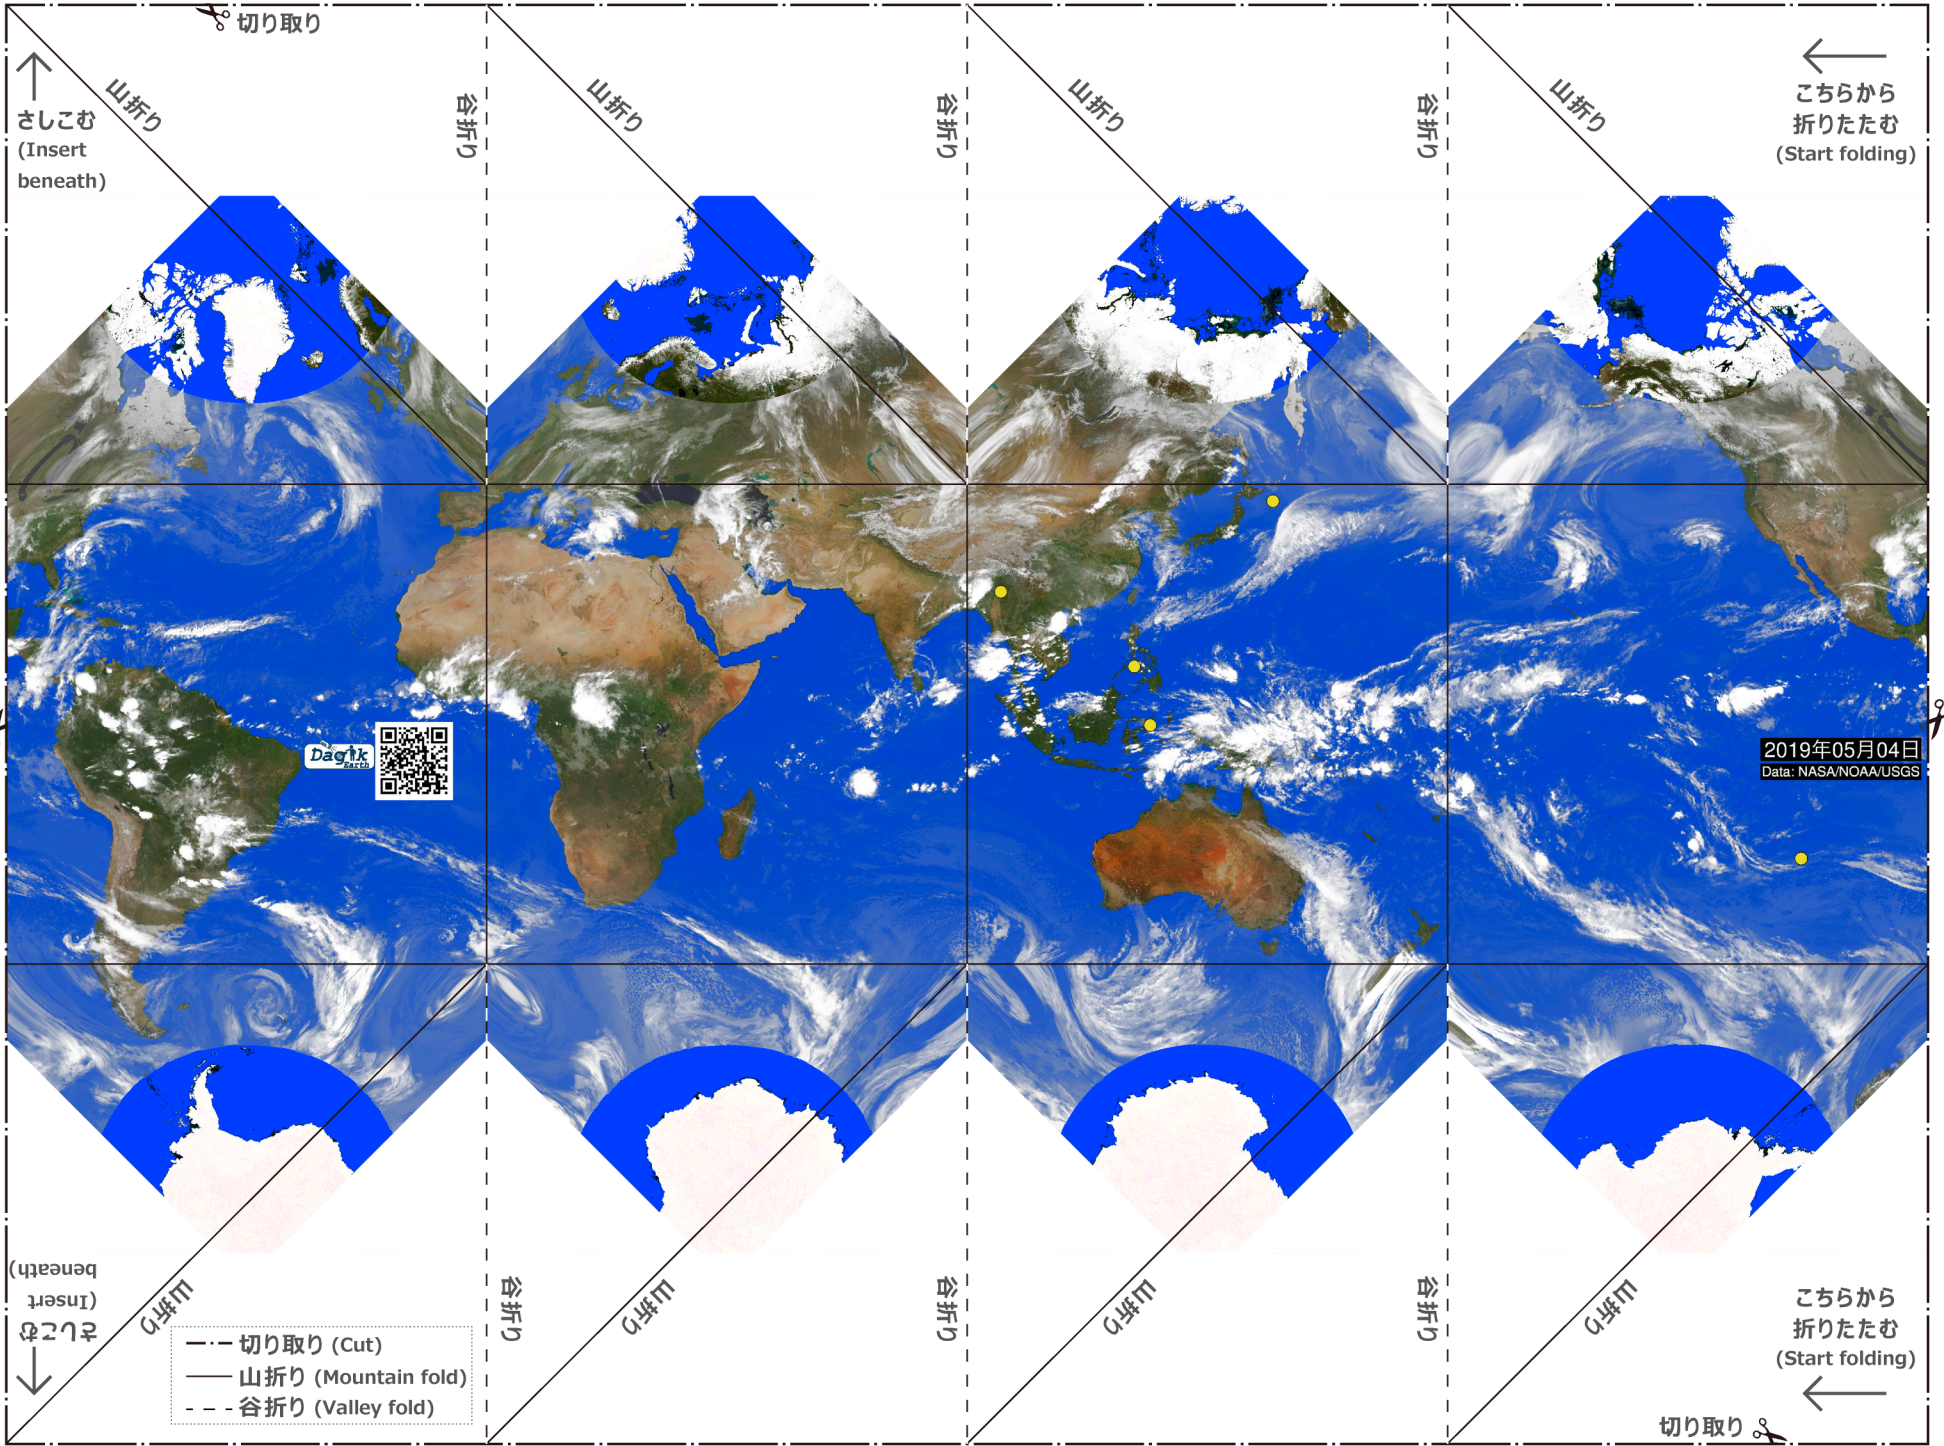 切り取り
山折り
谷折り
山折り
谷折り
山折り
谷折り
山折り
さしこむ
(Insert
beneath)
こちらから
折りたたむ
(Start folding)
Dagik
Earth
2019年05月04日
Data: NASA/NOAA/USGS
さしこむ
(Insert
beneath)
山折り
谷折り
山折り
谷折り
山折り
谷折り
山折り
こちらから
折りたたむ
(Start folding)
切り取り (Cut)
山折り (Mountain fold)
谷折り (Valley fold)
切り取り